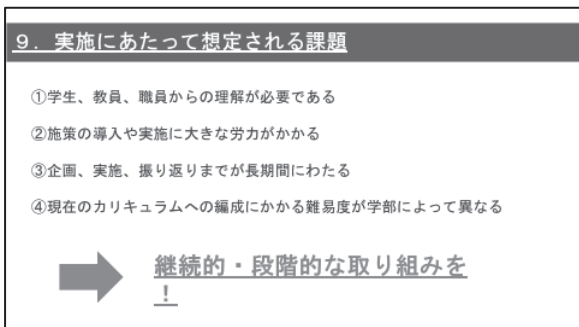 ９．実施にあたって想定される課題
①学生、教員、職員からの理解が必要である
②施策の導入や実施に大きな労力がかかる
③企画、実施、振り返りまでが長期間にわたる
④現在のカリキュラムへの編成にかかる難易度が学部によって異なる
継続的・段階的な取り組みを
！